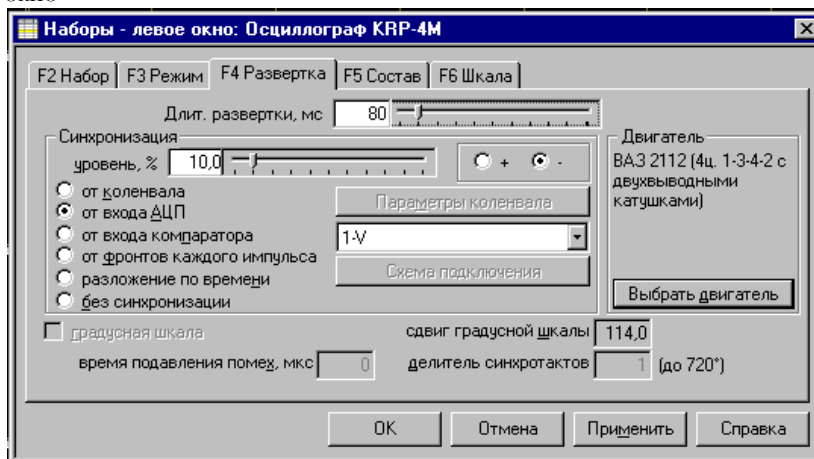 окно
Наборы - левое окно: Осциллограф KRP-4M
F2 Набор F3 Режим F4 Развертка F5 Состав F6 Шкала
Длит. развертки, мс 80
Синхронизация
уровень, % 10,0 + -
от коленвала
от входа АЦП
от входа компаратора
от фронтов каждого импульса
разложение по времени
без синхронизации
Параметры коленвала
1-V
Схема подключения
Двигатель
ВАЗ 2112 (4ц. 1-3-4-2 с
двухвыводными
катушками)
Выбрать двигатель
градусная шкала
сдвиг градусной шкалы 114,0
время подавления помех, мкс 0
делитель синхротактов 1 (до 720°)
OK Отмена Применить Справка